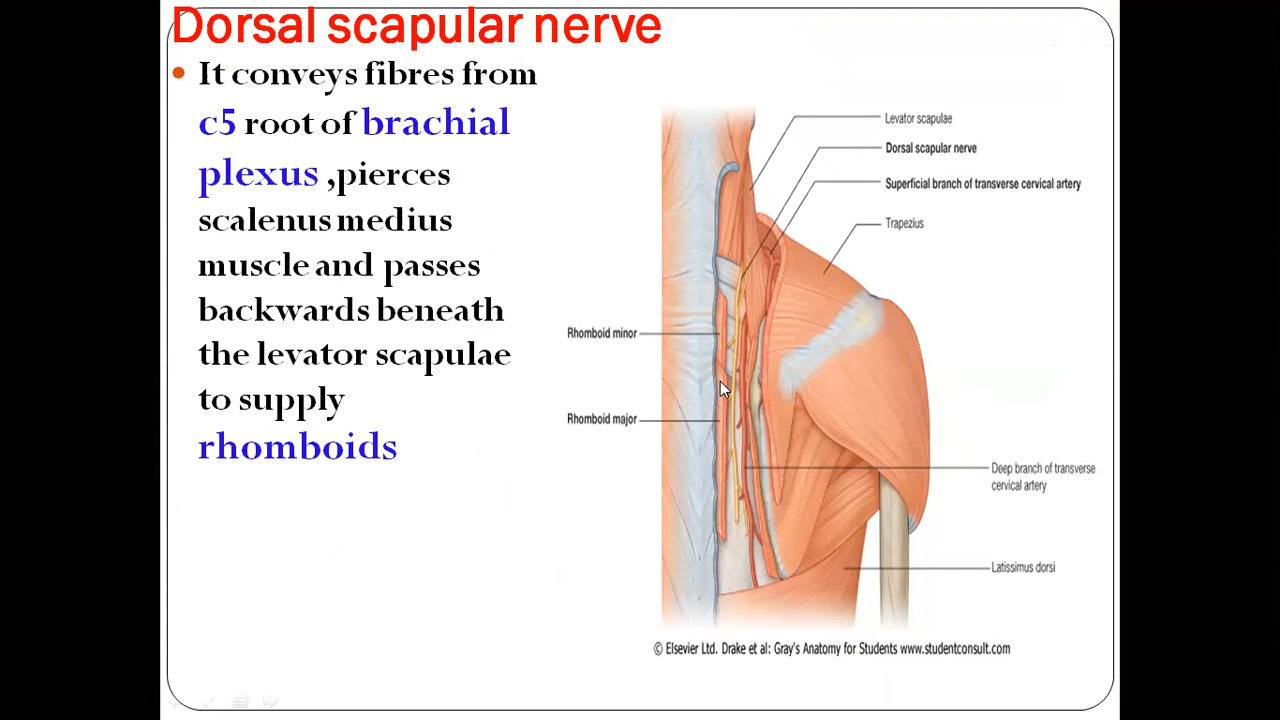 Dorsal scapular nerve
• It conveys fibres from
c5 root of brachial
plexus ,pierces
scalenus medius
muscle and passes
backwards beneath
the levator scapulae
to supply
rhomboids
Levator scapulae
Dorsal scapular nerve
Superficial branch of transverse cervical artery
Trapezius
Rhomboid minor
Rhomboid major
Deep branch of transverse
cervical artery
Latissimus dorsi
© Elsevier Ltd. Drake et al: Gray's Anatomy for Students www.studentconsult.com